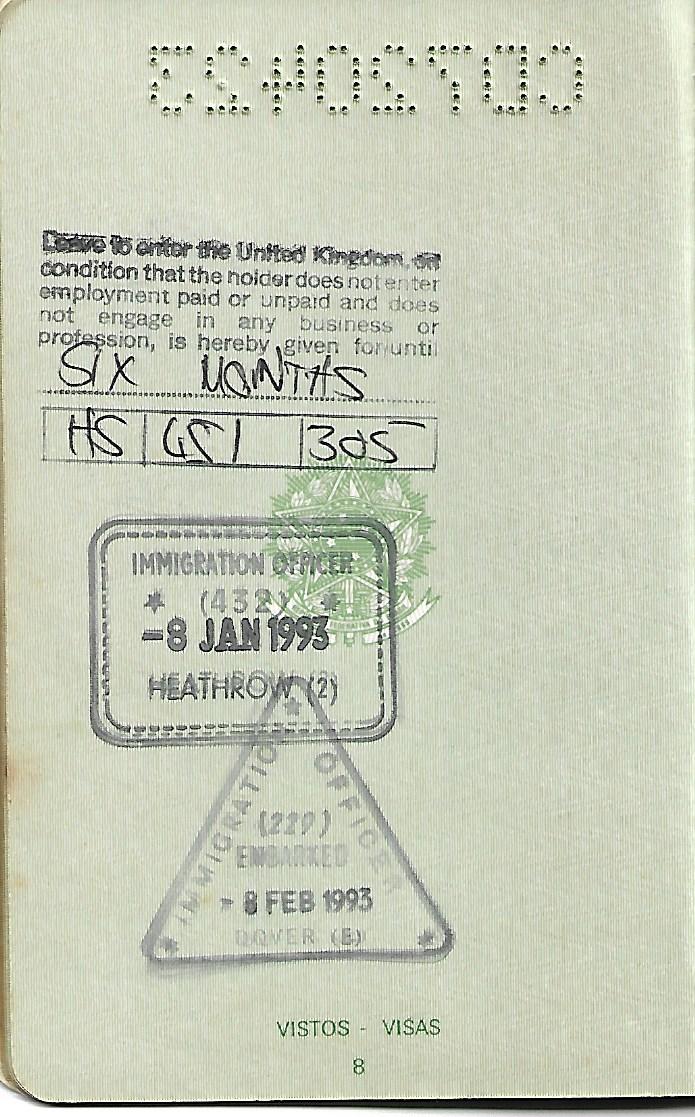 Leave to enter the United Kingdom, on
condition that the holder does not enter
employment paid or unpaid and does
not engage in any business or
profession, is hereby given for/until
SIX MONTHS
HS 451 305
IMMIGRATION OFFICER
* (432) *
-8 JAN 1993
HEATHROW (2)
IMMIGRATION OFFICER
(229)
EMBARKED
- 8 FEB 1993
DOVER (E)
VISTOS - VISAS
8